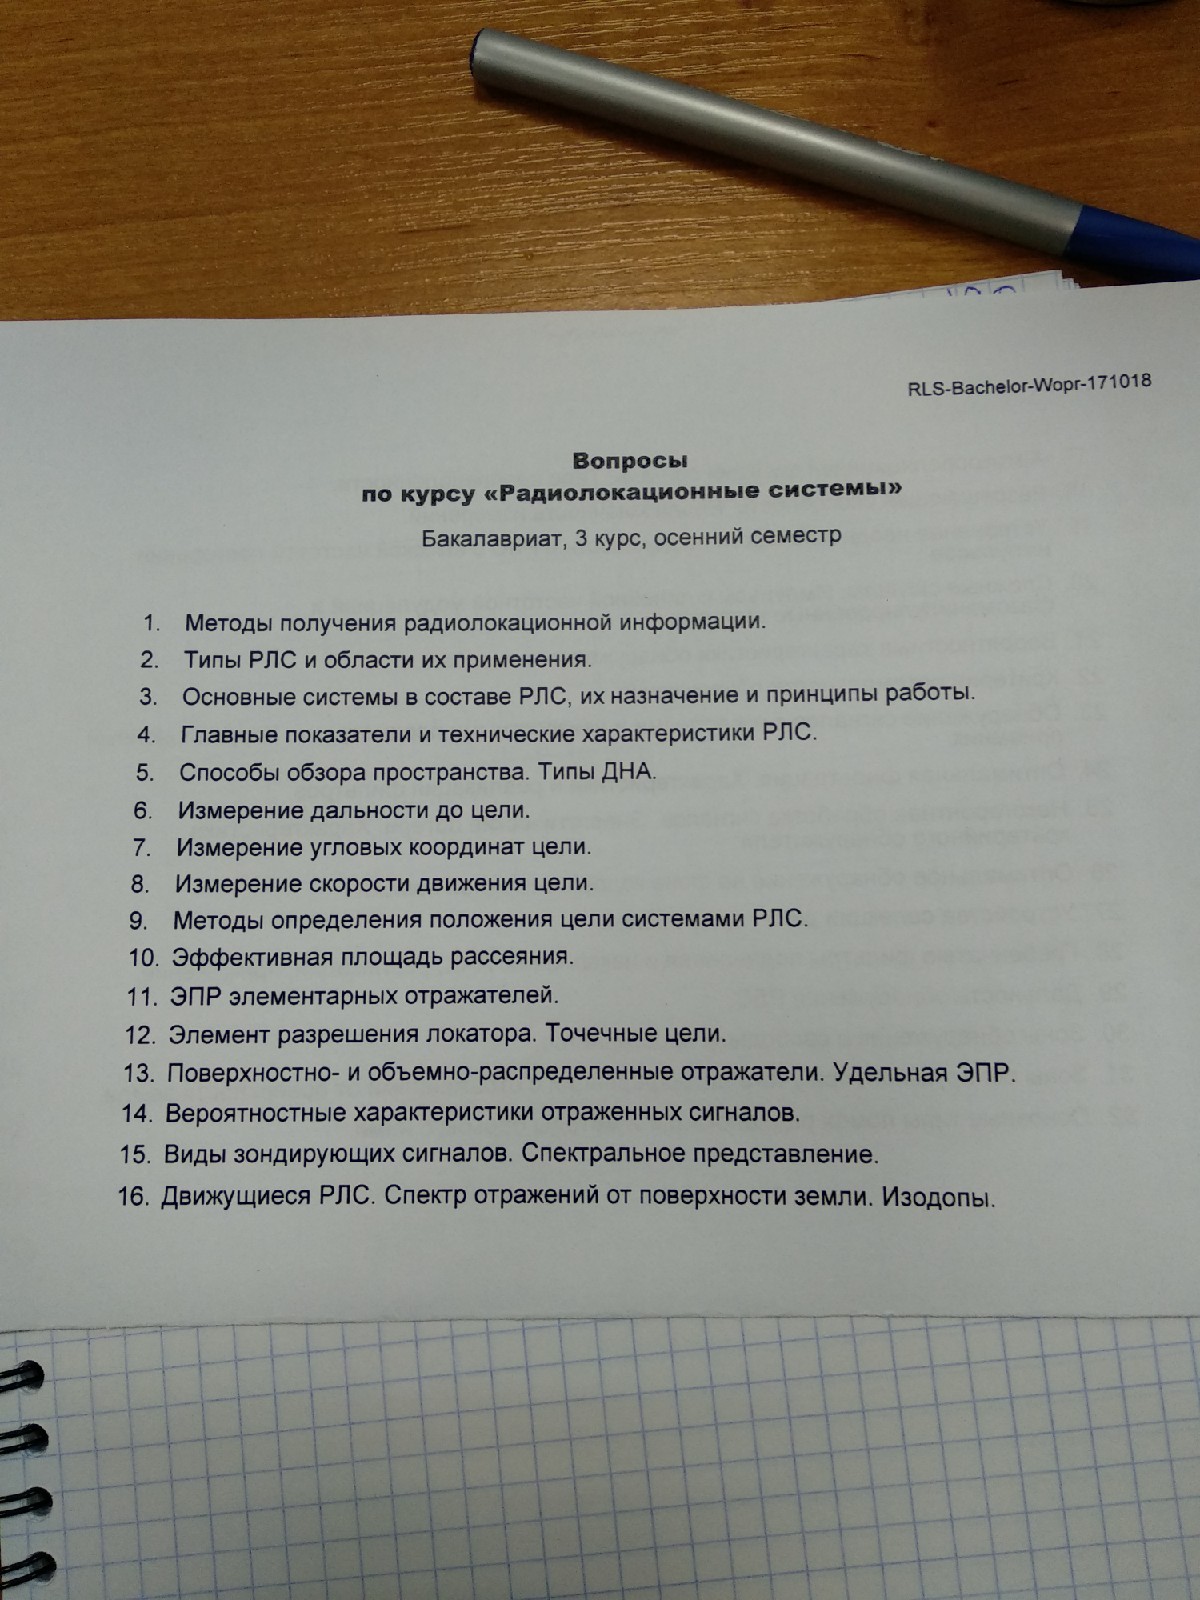 RLS-Bachelor-Wopr-171018
Вопросы
по курсу «Радиолокационные системы»
Бакалавриат, 3 курс, осенний семестр
1. Методы получения радиолокационной информации.
2. Типы РЛС и области их применения.
3. Основные системы в составе РЛС, их назначение и принципы работы.
4. Главные показатели и технические характеристики РЛС.
5. Способы обзора пространства. Типы ДНА.
6. Измерение дальности до цели.
7. Измерение угловых координат цели.
8. Измерение скорости движения цели.
9. Методы определения положения цели системами РЛС.
10. Эффективная площадь рассеяния.
11. ЭПР элементарных отражателей.
12. Элемент разрешения локатора. Точечные цели.
13. Поверхностно- и объемно-распределенные отражатели. Удельная ЭПР.
14. Вероятностные характеристики отраженных сигналов.
15. Виды зондирующих сигналов. Спектральное представление.
16. Движущиеся РЛС. Спектр отражений от поверхности земли. Изодопы.